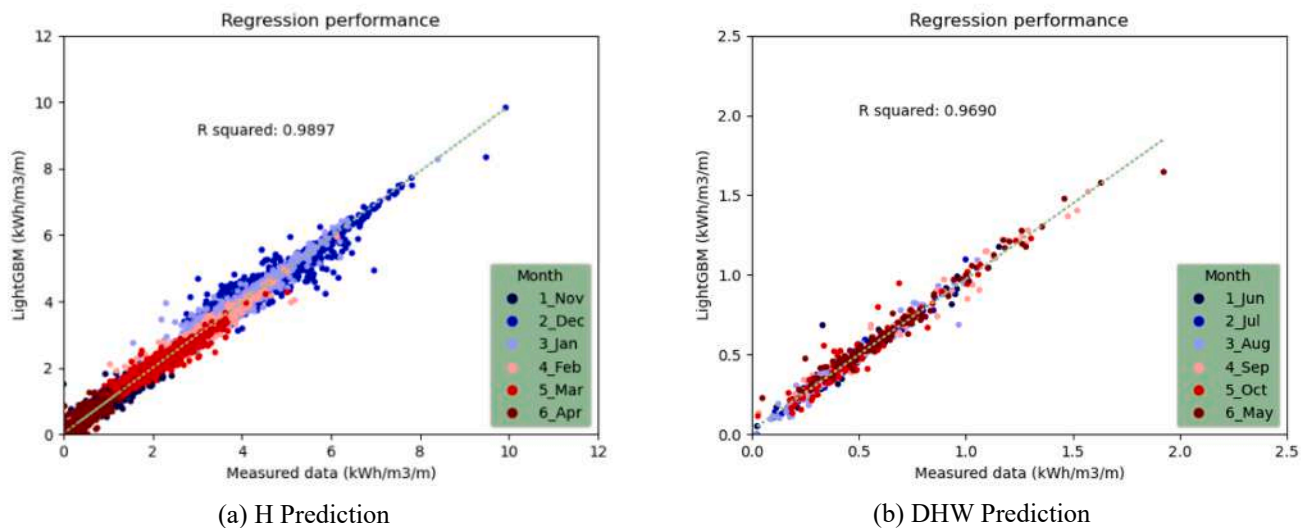 Regression performance
12
10
8
6
4
2
0
LightGBM (kWh/m3/m)
R squared: 0.9897
Month
1_Nov
2_Dec
3_Jan
4_Feb
5_Mar
6_Apr
0 2 4 6 8 10 12
Measured data (kWh/m3/m)
(a) H Prediction
Regression performance
2.5
2.0
1.5
1.0
0.5
0.0
LightGBM (kWh/m3/m)
R squared: 0.9690
Month
1_Jun
2_Jul
3_Aug
4_Sep
5_Oct
6_May
0.0 0.5 1.0 1.5 2.0 2.5
Measured data (kWh/m3/m)
(b) DHW Prediction